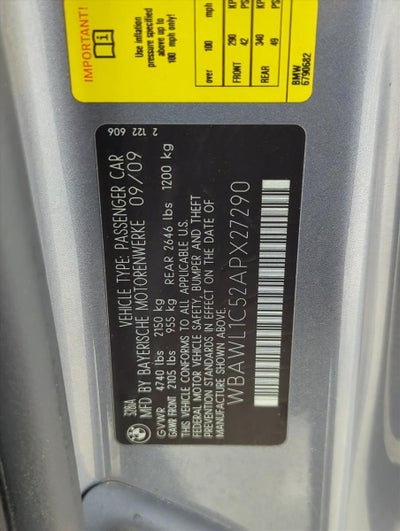 IMPORTANT!
Use inflation
pressure specified
above up to
100 mph only!
over 100 mph
FRONT 290 42
REAR 340 49
BMW
6790682
2 122 606
VEHICLE TYPE: PASSENGER CAR
09/09
MFD BY BAYERISCHE MOTORENWERKE
GVWR 4740 lbs 2150 kg
GAWR FRONT 2105 lbs 955 kg REAR 2646 lbs 1200 kg
THIS VEHICLE CONFORMS TO ALL APPLICABLE U.S.
FEDERAL MOTOR VEHICLE SAFETY, BUMPER AND THEFT
PREVENTION STANDARDS IN EFFECT ON THE DATE OF
MANUFACTURE SHOWN ABOVE.
WBAWL1C52APX27290